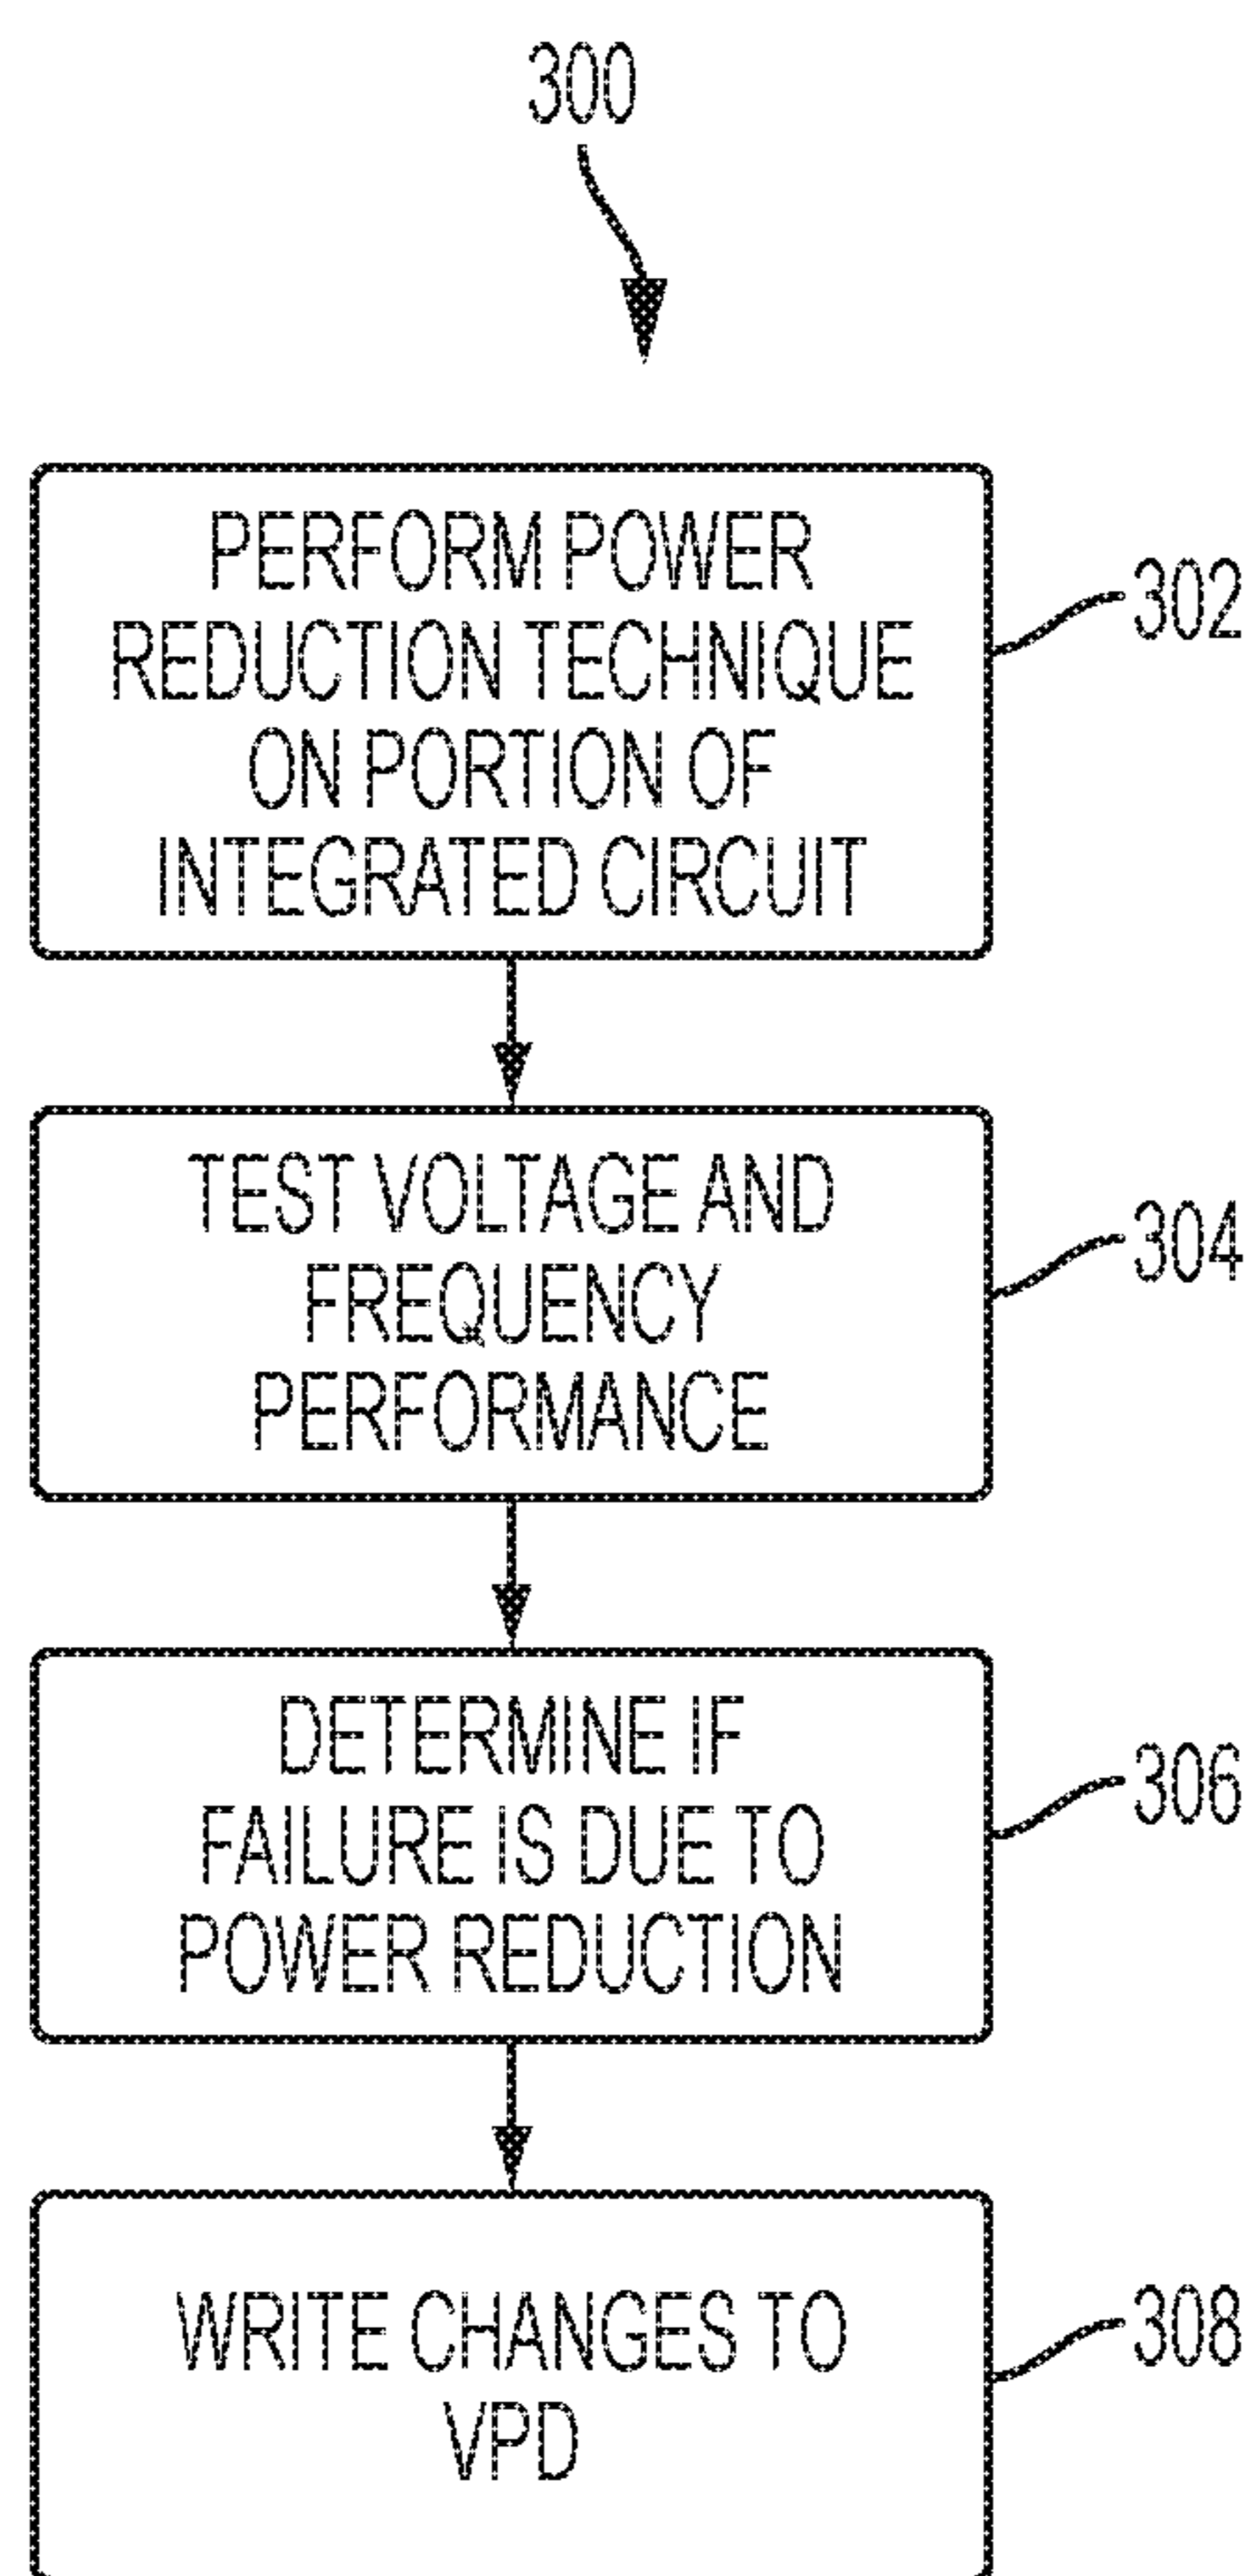 300
PERFORM POWER
REDUCTION TECHNIQUE
ON PORTION OF
INTEGRATED CIRCUIT
302
TEST VOLTAGE AND
FREQUENCY
PERFORMANCE
304
DETERMINE IF
FAILURE IS DUE TO
POWER REDUCTION
306
WRITE CHANGES TO
VPD
308